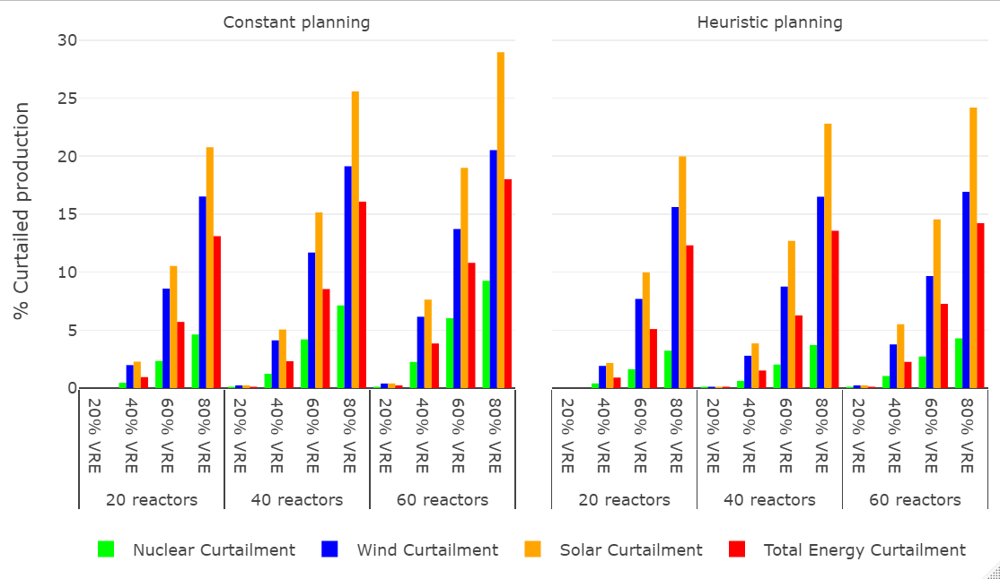 Constant planning
Heuristic planning
% Curtailed production
30
25
20
15
10
5
0
20% VRE
40% VRE
60% VRE
80% VRE
20% VRE
40% VRE
60% VRE
80% VRE
20% VRE
40% VRE
60% VRE
80% VRE
20% VRE
40% VRE
60% VRE
80% VRE
20% VRE
40% VRE
60% VRE
80% VRE
20% VRE
40% VRE
60% VRE
80% VRE
20 reactors
40 reactors
60 reactors
20 reactors
40 reactors
60 reactors
Nuclear Curtailment
Wind Curtailment
Solar Curtailment
Total Energy Curtailment